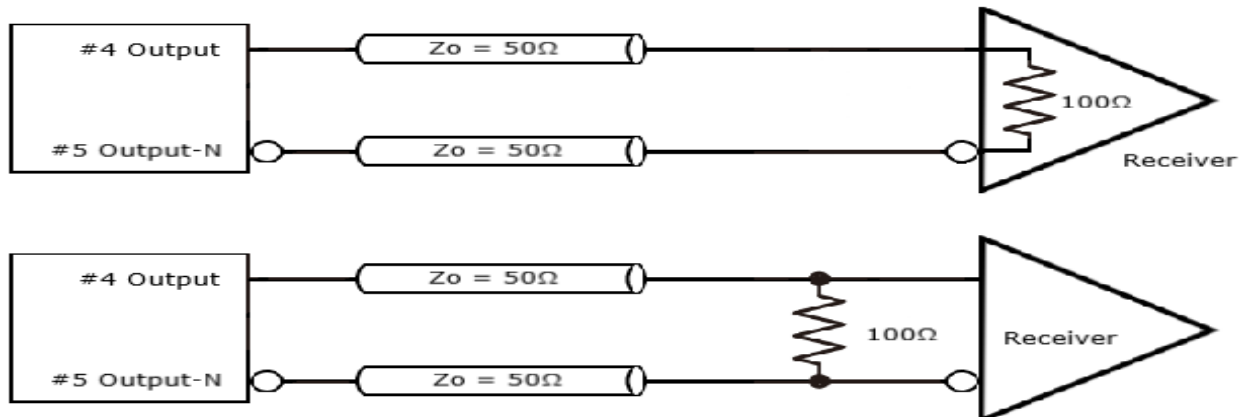 #4 Output
Zo = 50Ω
100Ω
#5 Output-N
Zo = 50Ω
Receiver
#4 Output
Zo = 50Ω
100Ω
Receiver
#5 Output-N
Zo = 50Ω